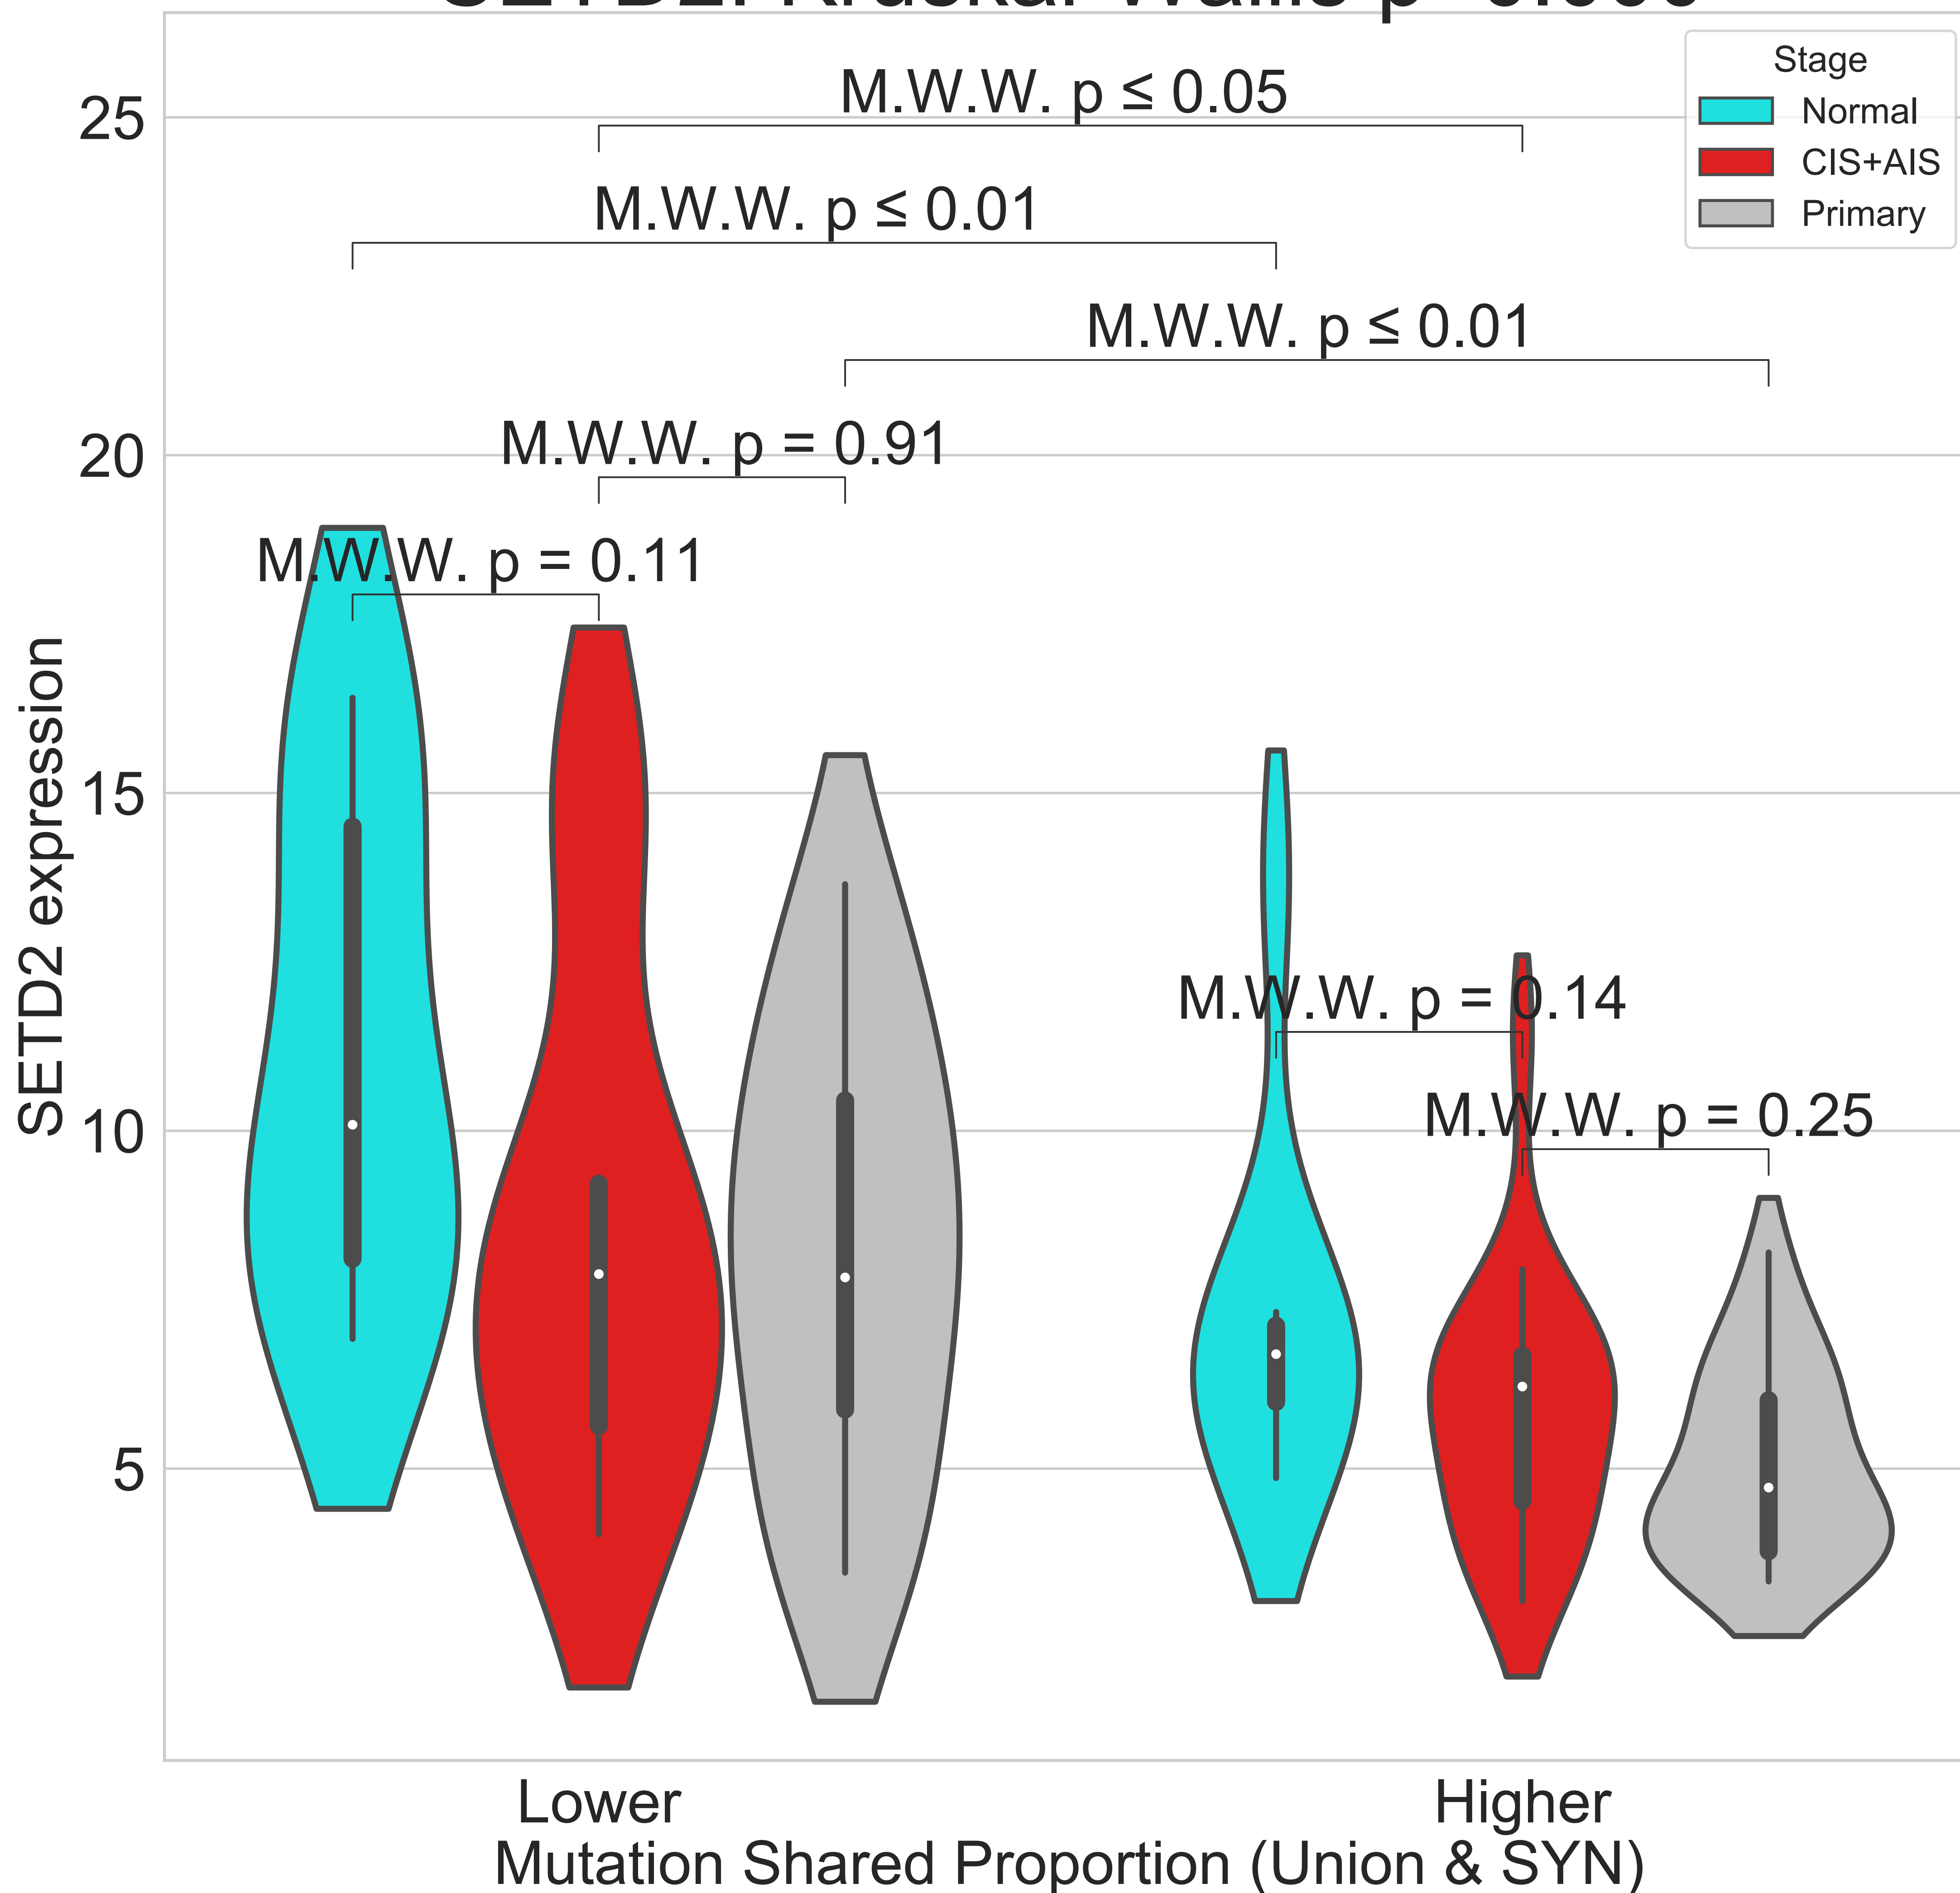 M.W.W. p ≤ 0.05
Stage
Normal
CIS+AIS
Primary
M.W.W. p ≤ 0.01
M.W.W. p ≤ 0.01
M.W.W. p = 0.91
M.W.W. p = 0.11
M.W.W. p = 0.14
M.W.W. p = 0.25
25
20
15
10
5
SETD2 expression
Lower
Higher
Mutation Shared Proportion (Union & SYN)